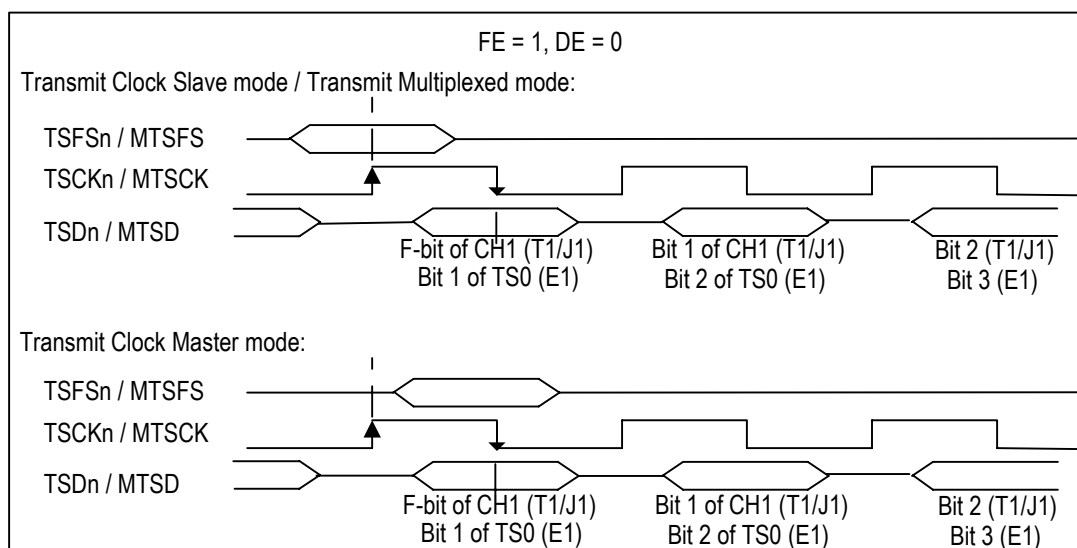 FE = 1, DE = 0
Transmit Clock Slave mode / Transmit Multiplexed mode:
TSFSn / MTSFS
TSCKn / MTSCK
TSDn / MTSD
F-bit of CH1 (T1/J1) Bit 1 of CH1 (T1/J1) Bit 2 (T1/J1)
Bit 1 of TS0 (E1) Bit 2 of TS0 (E1) Bit 3 (E1)
Transmit Clock Master mode:
TSFSn / MTSFS
TSCKn / MTSCK
TSDn / MTSD
F-bit of CH1 (T1/J1) Bit 1 of CH1 (T1/J1) Bit 2 (T1/J1)
Bit 1 of TS0 (E1) Bit 2 of TS0 (E1) Bit 3 (E1)